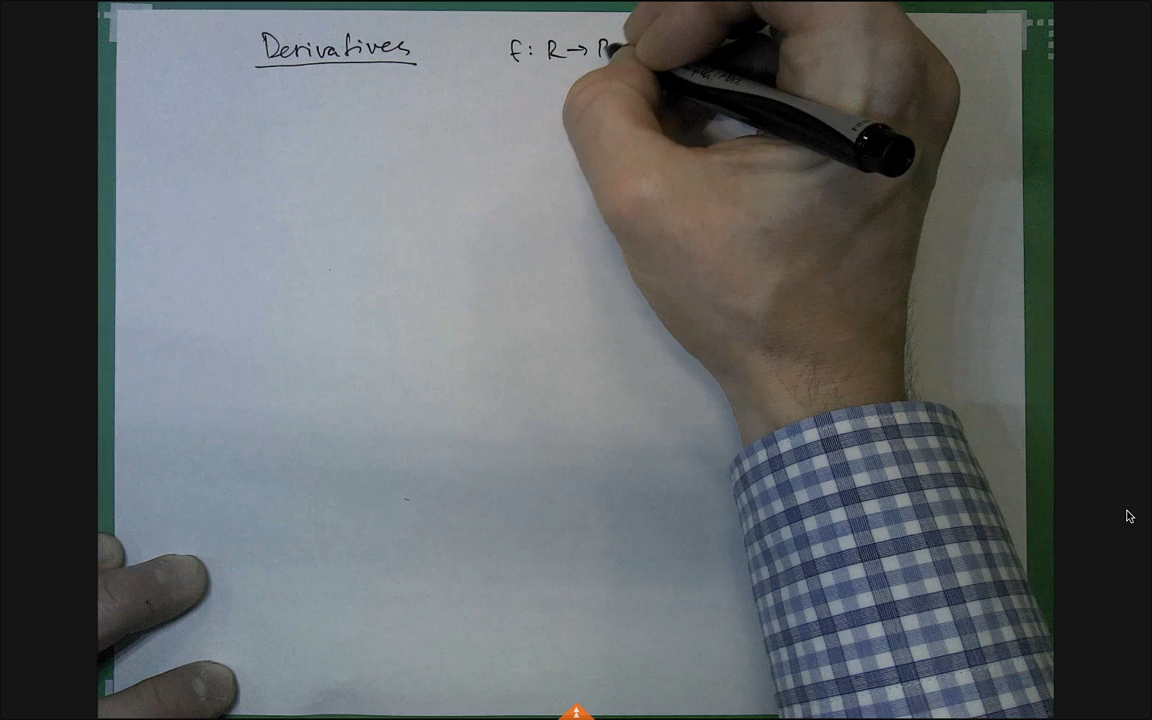 Derivatives f: R → R